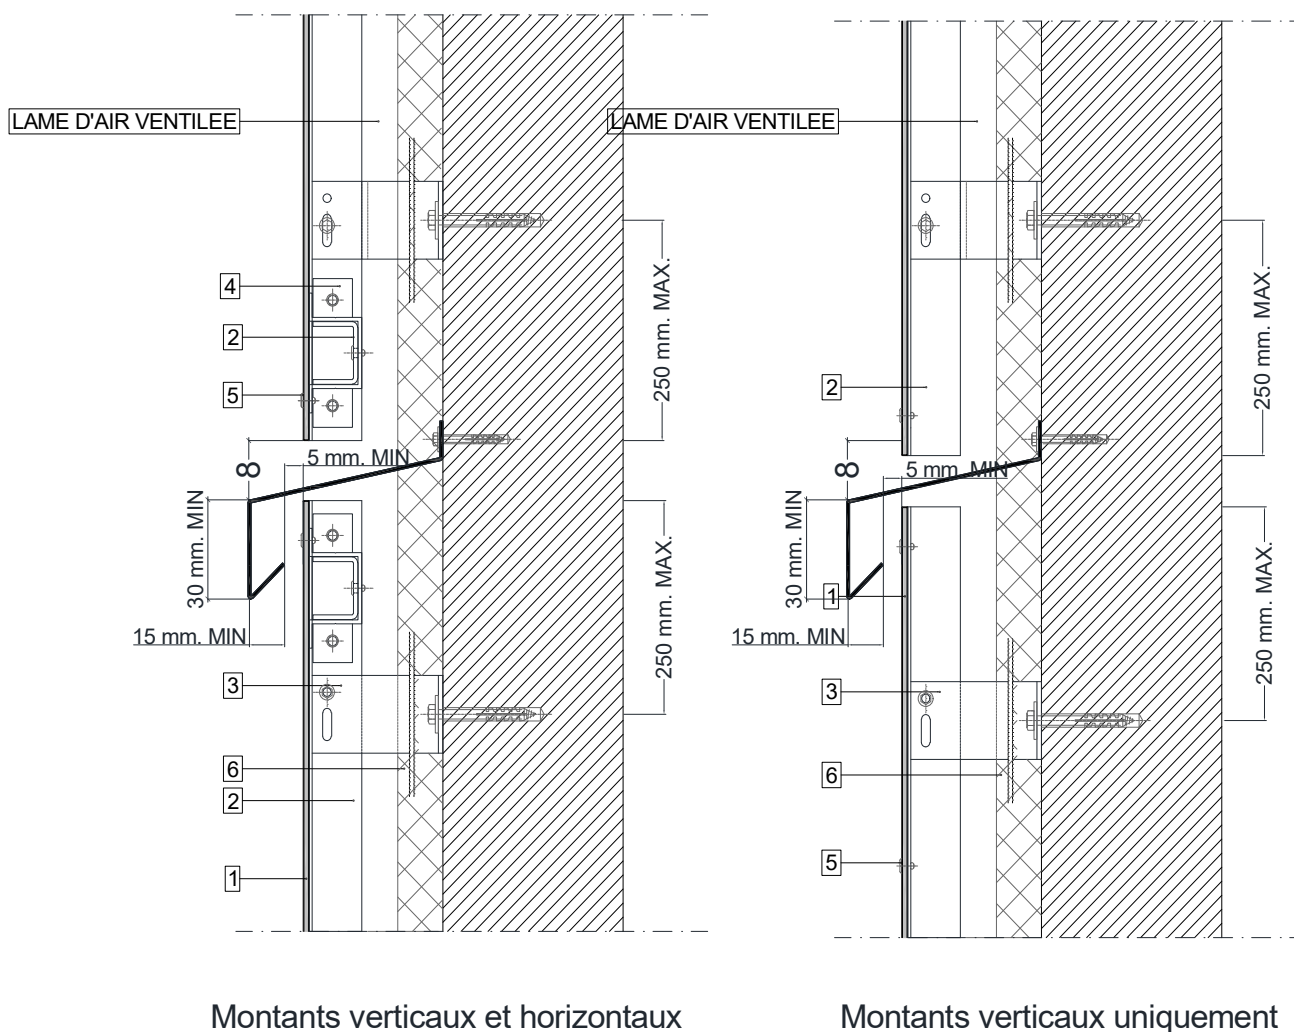 LAME D'AIR VENTILEE
4
2
5
8
5 mm. MIN
30 mm. MIN
15 mm. MIN
250 mm. MAX.
250 mm. MAX.
3
6
2
1
Montants verticaux et horizontaux
LAME D'AIR VENTILEE
2
8
5 mm. MIN
30 mm. MIN
1
15 mm. MIN
250 mm. MAX.
250 mm. MAX.
3
6
5
Montants verticaux uniquement